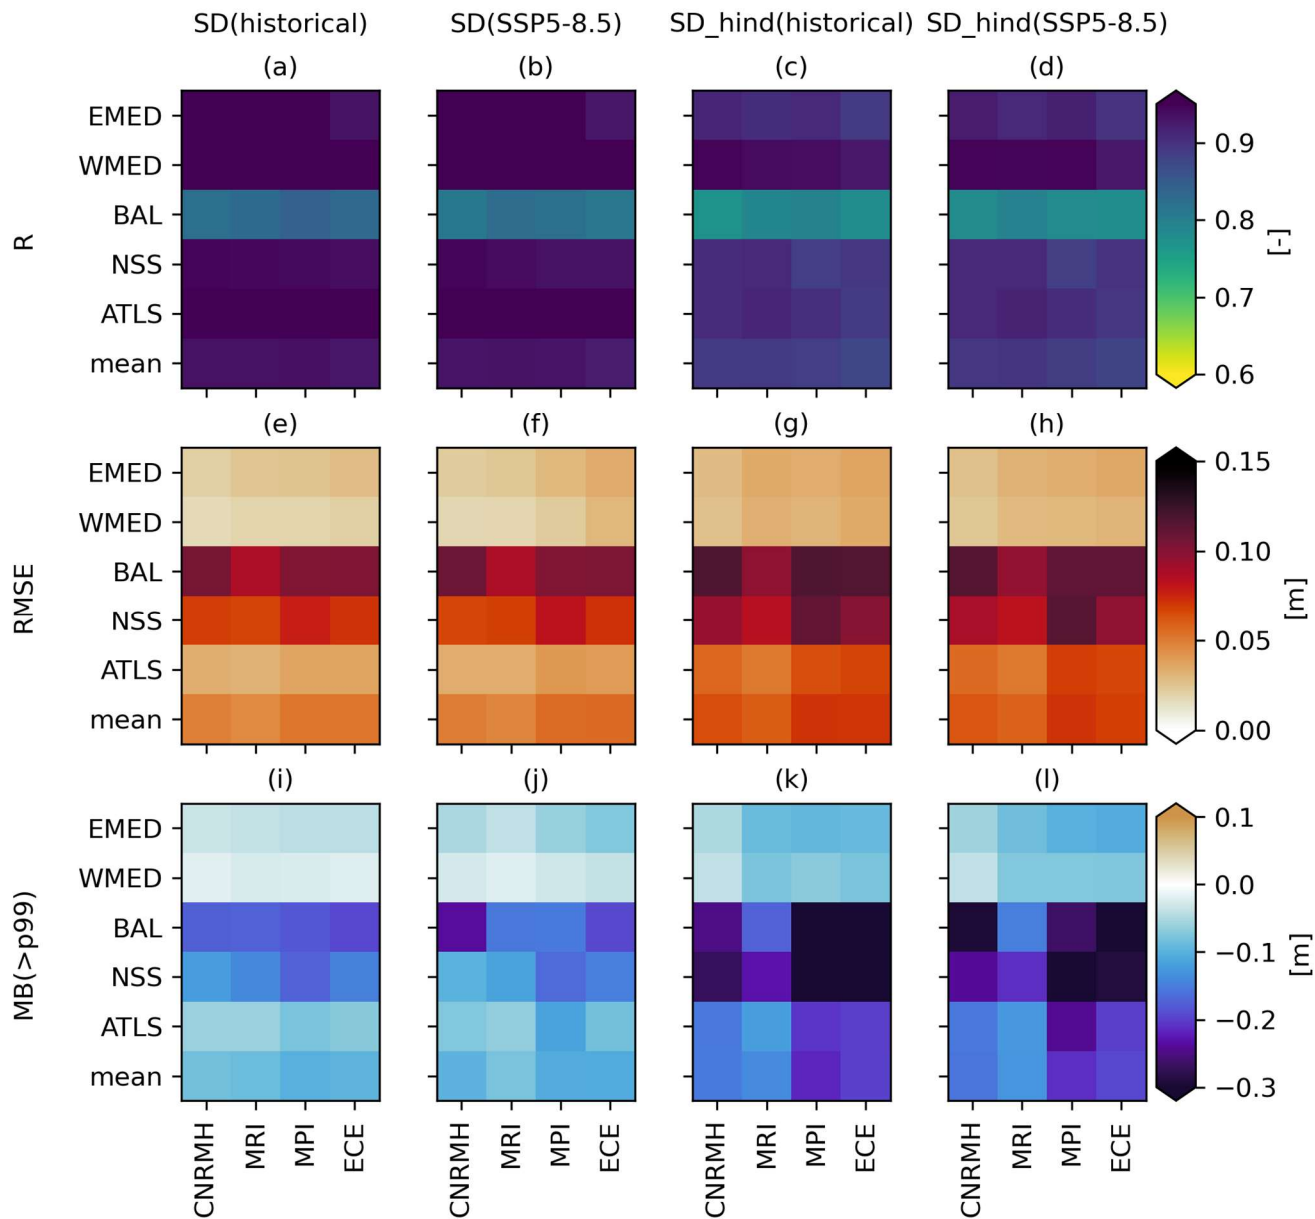 SD(historical) SD(SSP5-8.5) SD_hind(historical) SD_hind(SSP5-8.5)
(a) (b) (c) (d)
R
EMED
WMED
BAL
NSS
ATLS
mean
0.9
0.8
0.7
0.6
[-]
(e) (f) (g) (h)
RMSE
EMED
WMED
BAL
NSS
ATLS
mean
0.15
0.10
0.05
0.00
[m]
(i) (j) (k) (l)
MB(>p99)
EMED
WMED
BAL
NSS
ATLS
mean
0.1
0.0
−0.1
−0.2
−0.3
[m]
CNRMH MRI MPI ECE CNRMH MRI MPI ECE CNRMH MRI MPI ECE CNRMH MRI MPI ECE